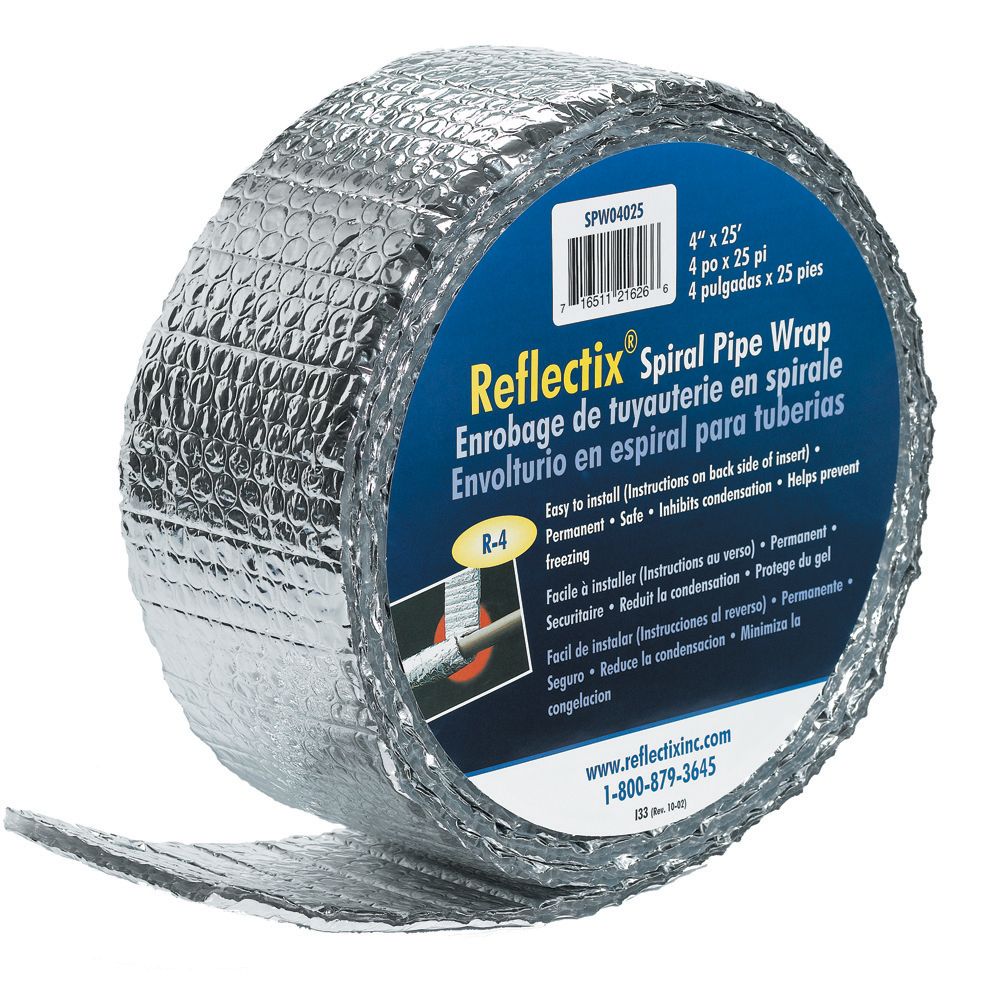 SPW04025
7 16511 21626 6
4" x 25'
4 po x 25 pi
4 pulgadas x 25 pies
Reflectix® Spiral Pipe Wrap
Enrobage de tuyauterie en spirale
Envolturio en espiral para tuberias
R-4
Easy to install (Instructions on back side of insert) •
Permanent • Safe • Inhibits condensation • Helps prevent
freezing
Facile à installer (Instructions au verso) • Permanent •
Securitaire • Reduit la condensation • Protege du gel
Facil de instalar (Instrucciones al reverso) • Permanente •
Seguro • Reduce la condensacion • Minimiza la
congelacion
www.reflectixinc.com
1-800-879-3645
I33 (Rev. 10-02)